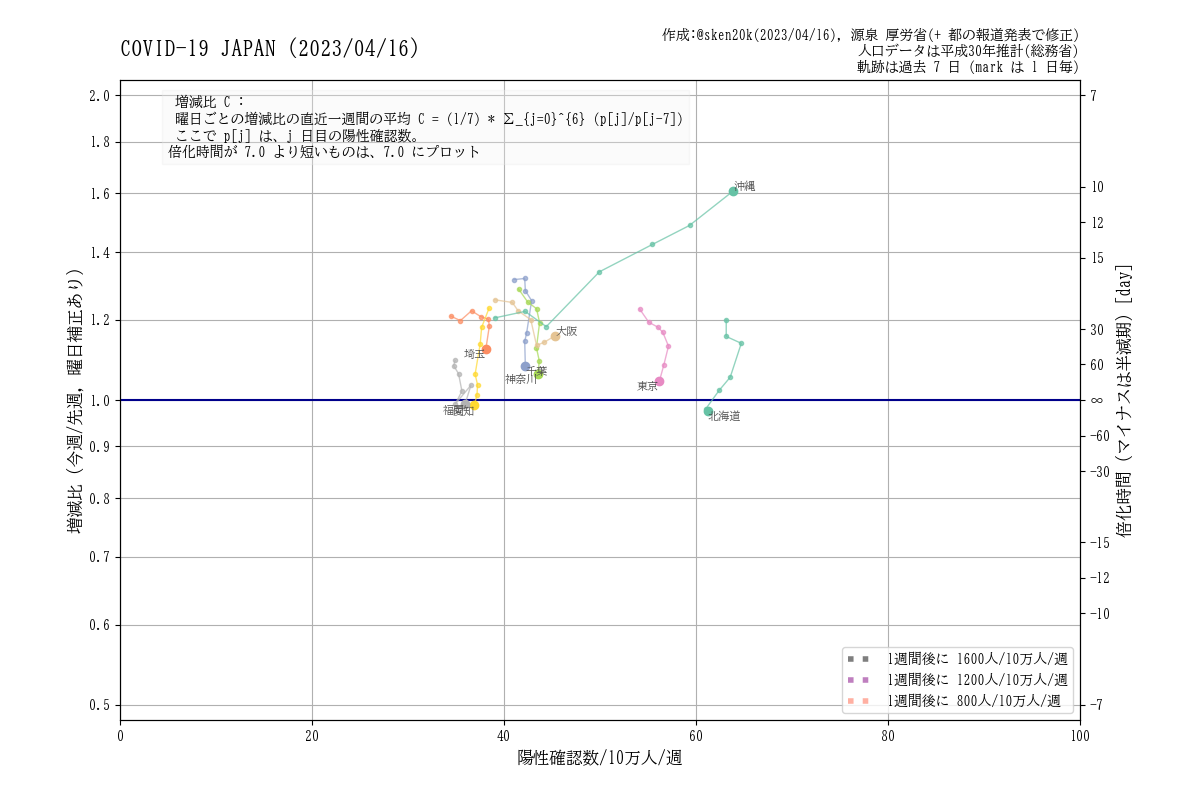 COVID-19 JAPAN (2023/04/16)
作成:@sken20k(2023/04/16), 源泉 厚労省(+ 都の報道発表で修正)
人口データは平成30年推計(総務省)
軌跡は過去 7 日 (mark は 1 日毎)
増減比 C :
曜日ごとの増減比の直近一週間の平均 C = (1/7) * Σ_{j=0}^{6} (p[j]/p[j-7])
ここで p[j] は、j 日目の陽性確認数。
倍化時間が 7.0 より短いものは、7.0 にプロット
増減比 (今週/先週, 曜日補正あり)
2.0
1.8
1.6
1.4
1.2
1.0
0.9
0.8
0.7
0.6
0.5
沖縄
大阪
埼玉
千葉
神奈川
東京
福岡
愛知
北海道
7
10
12
15
30
60
∞
-60
-30
-15
-12
-10
-7
倍化時間 (マイナスは半減期) [day]
1週間後に 1600人/10万人/週
1週間後に 1200人/10万人/週
1週間後に 800人/10万人/週
0
20
40
60
80
100
陽性確認数/10万人/週